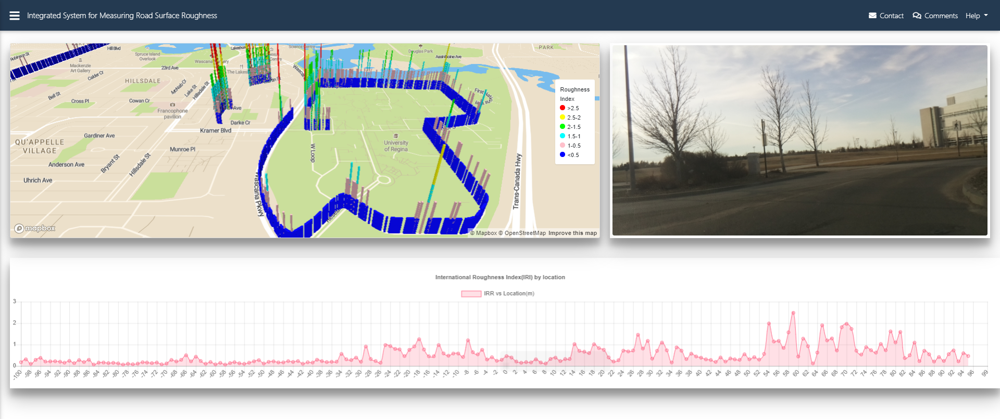 Integrated System for Measuring Road Surface Roughness
Contact
Comments
Help
Robinson St
Hill Blvd
Spruce Island
Overlook
Mackenzie
Art Gallery
Calder Cr
23rd Ave
HILLSDALE
McNab Cr
Lake St
Hillsdale St
Bell St
Cross Pl
Cowan Cr
Francophone
pavilion
Darke Cr
Kramer Blvd
QU'APPELLE
VILLAGE
Gardiner Ave
Munroe Pl
Anderson Ave
Bryant St
Hillsdale St
Uhrich Ave
Science Centre
Douglas Park
Assiniboine Ave
PARK
W Loop
University
of Regina
Wascana Pkwy
Trans-Canada Hwy
mapbox
© Mapbox © OpenStreetMap Improve this map
Roughness
Index
>2.5
2.5-2
2-1.5
1.5-1
1-0.5
<0.5
International Roughness Index(IRI) by location
IRR vs Location(m)
3
2
1
0
-100 -98 -96 -94 -92 -90 -88 -86 -84 -82 -80 -78 -76 -74 -72 -70 -68 -66 -64 -62 -60 -58 -56 -54 -52 -50 -48 -46 -44 -42 -40 -38 -36 -34 -32 -30 -28 -26 -24 -22 -20 -18 -16 -14 -12 -10 -8 -6 -4 -2 0 2 4 6 8 10 12 14 16 18 20 22 24 26 28 30 32 34 36 38 40 42 44 46 48 50 52 54 56 58 60 62 64 66 68 70 72 74 76 78 80 82 84 86 88 90 92 94 96 99